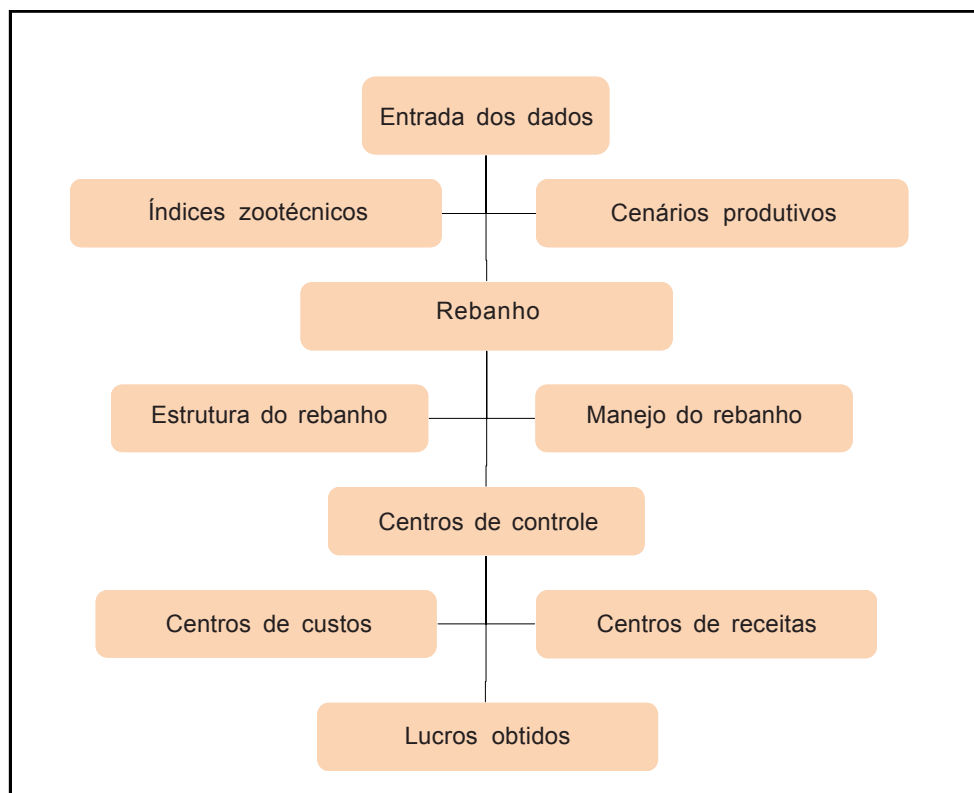 Entrada dos dados
Índices zootécnicos
Cenários produtivos
Rebanho
Estrutura do rebanho
Manejo do rebanho
Centros de controle
Centros de custos
Centros de receitas
Lucros obtidos